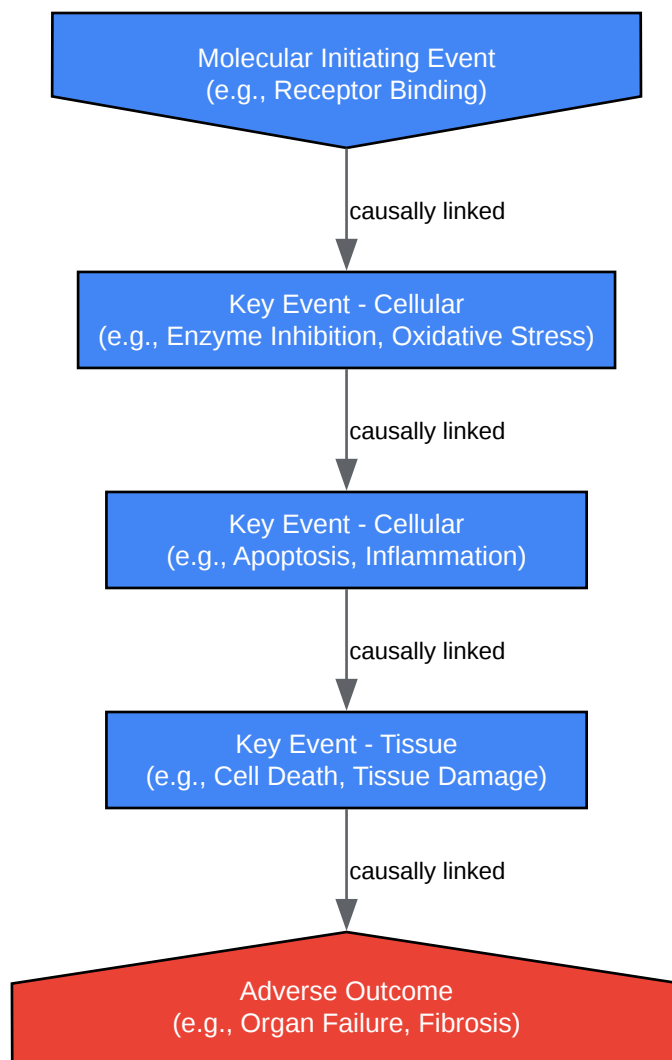 Molecular Initiating Event
(e.g., Receptor Binding)
causally linked
Key Event - Cellular
(e.g., Enzyme Inhibition, Oxidative Stress)
causally linked
Key Event - Cellular
(e.g., Apoptosis, Inflammation)
causally linked
Key Event - Tissue
(e.g., Cell Death, Tissue Damage)
causally linked
Adverse Outcome
(e.g., Organ Failure, Fibrosis)